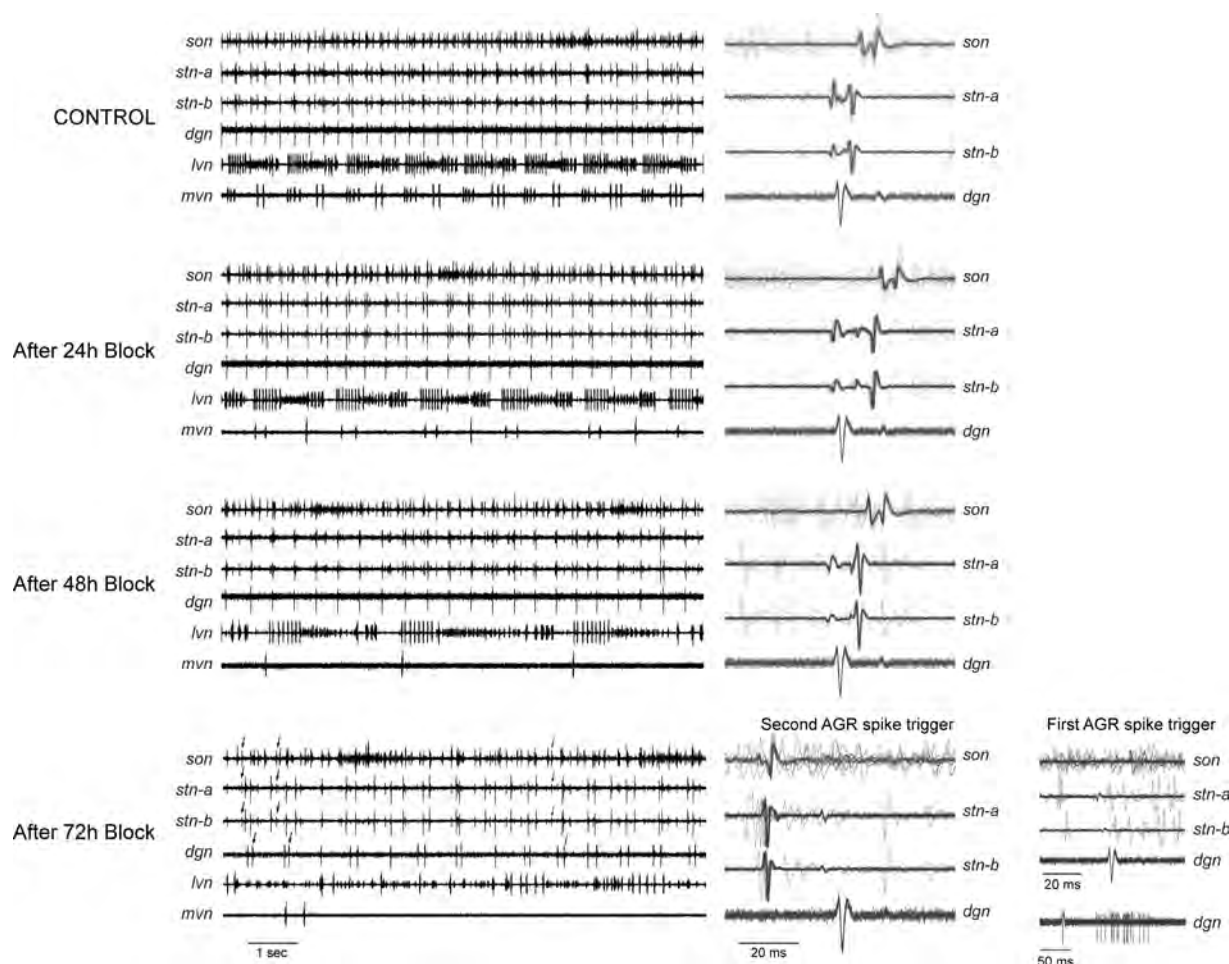 son
stn-a
stn-b
dgn
lvn
mvn
CONTROL
son
stn-a
stn-b
dgn
son
stn-a
stn-b
dgn
lvn
mvn
After 24h Block
son
stn-a
stn-b
dgn
son
stn-a
stn-b
dgn
lvn
mvn
After 48h Block
son
stn-a
stn-b
dgn
son
stn-a
stn-b
dgn
lvn
mvn
After 72h Block
1 sec
Second AGR spike trigger
son
stn-a
stn-b
dgn
20 ms
First AGR spike trigger
son
stn-a
stn-b
dgn
20 ms
dgn
50 ms